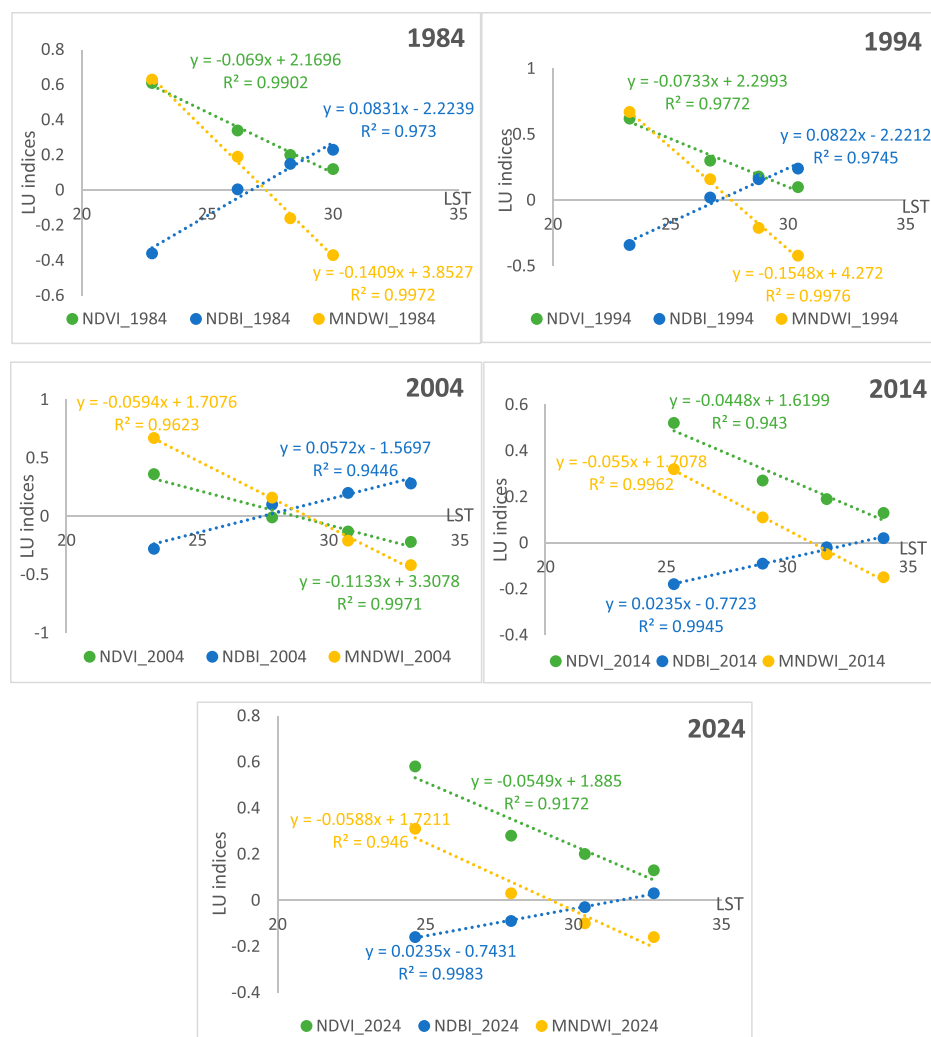 1984
0.8
0.6
0.4
0.2
0
-0.2
-0.4
-0.6
20
25
30
35
LU indices
LST
y = -0.069x + 2.1696
R² = 0.9902
y = 0.0831x - 2.2239
R² = 0.973
y = -0.1409x + 3.8527
R² = 0.9972
NDVI_1984 NDBI_1984 MNDWI_1984
1994
1
0.5
0
-0.5
20
25
30
35
LU indices
LST
y = -0.0733x + 2.2993
R² = 0.9772
y = 0.0822x - 2.2212
R² = 0.9745
y = -0.1548x + 4.272
R² = 0.9976
NDVI_1994 NDBI_1994 MNDWI_1994
2004
1
0.5
0
-0.5
-1
20
25
30
35
LU indices
LST
y = -0.0594x + 1.7076
R² = 0.9623
y = 0.0572x - 1.5697
R² = 0.9446
y = -0.1133x + 3.3078
R² = 0.9971
NDVI_2004 NDBI_2004 MNDWI_2004
2014
0.6
0.4
0.2
0
-0.2
-0.4
20
25
30
35
LU indices
LST
y = -0.0448x + 1.6199
R² = 0.943
y = -0.055x + 1.7078
R² = 0.9962
y = 0.0235x - 0.7723
R² = 0.9945
NDVI_2014 NDBI_2014 MNDWI_2014
2024
0.8
0.6
0.4
0.2
0
-0.2
-0.4
20
25
30
35
LU indices
LST
y = -0.0549x + 1.885
R² = 0.9172
y = -0.0588x + 1.7211
R² = 0.946
y = 0.0235x - 0.7431
R² = 0.9983
NDVI_2024 NDBI_2024 MNDWI_2024